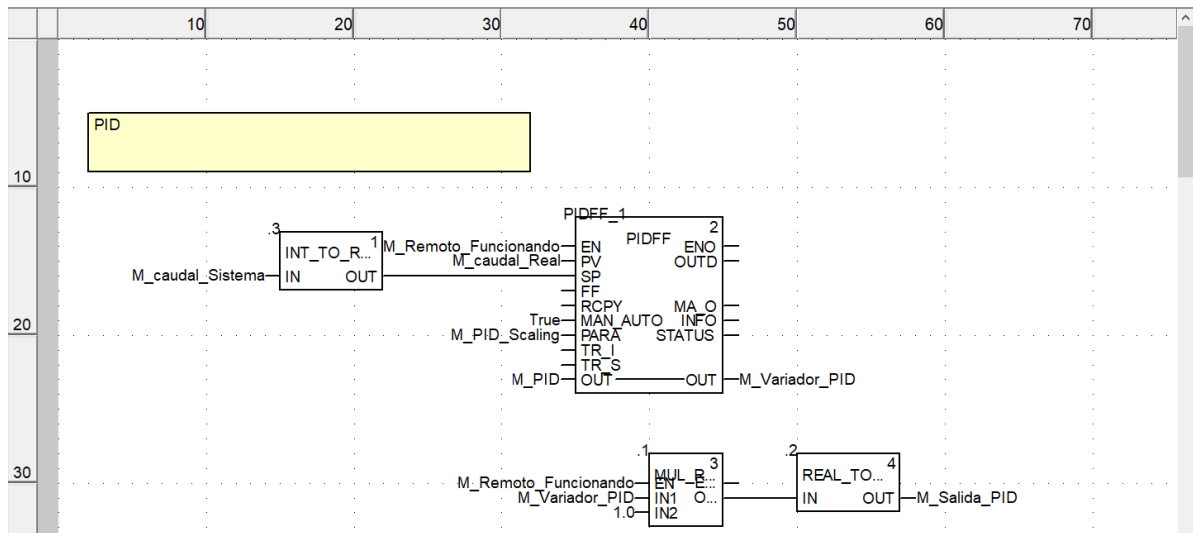 10 20 30 40 50 60 70
PID
10
PIDFF_1
.3 1 2
INT_TO_R... M_Remoto_Funcionando EN PIDFF ENO
M_caudal_Real PV OUTD
M_caudal_Sistema IN OUT SP
FF
RCPY MA_O
20 True MAN_AUTO INFO
M_PID_Scaling PARA STATUS
TR_I
TR_S
M_PID OUT OUT M_Variador_PID
.1 3 .2 4
30 MUL_R... REAL_TO...
M_Remoto_Funcionando EN E...
M_Variador_PID IN1 O... IN OUT M_Salida_PID
1.0 IN2